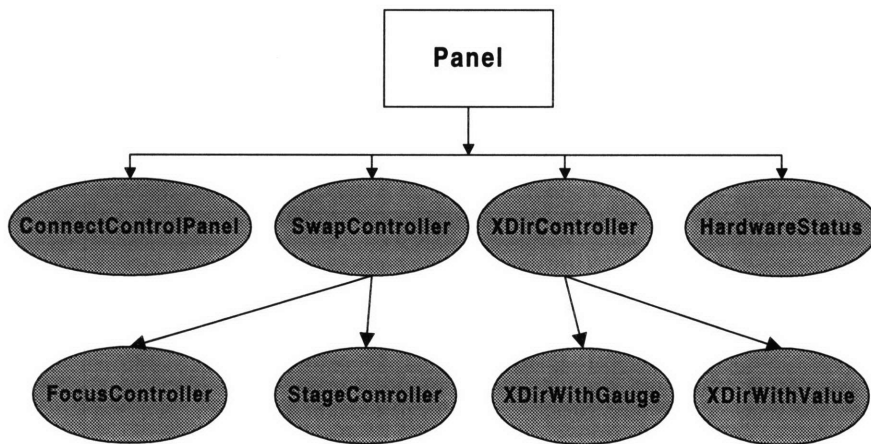 Panel
ConnectControlPanel
SwapController
XDirController
HardwareStatus
FocusController
StageConroller
XDirWithGauge
XDirWithValue